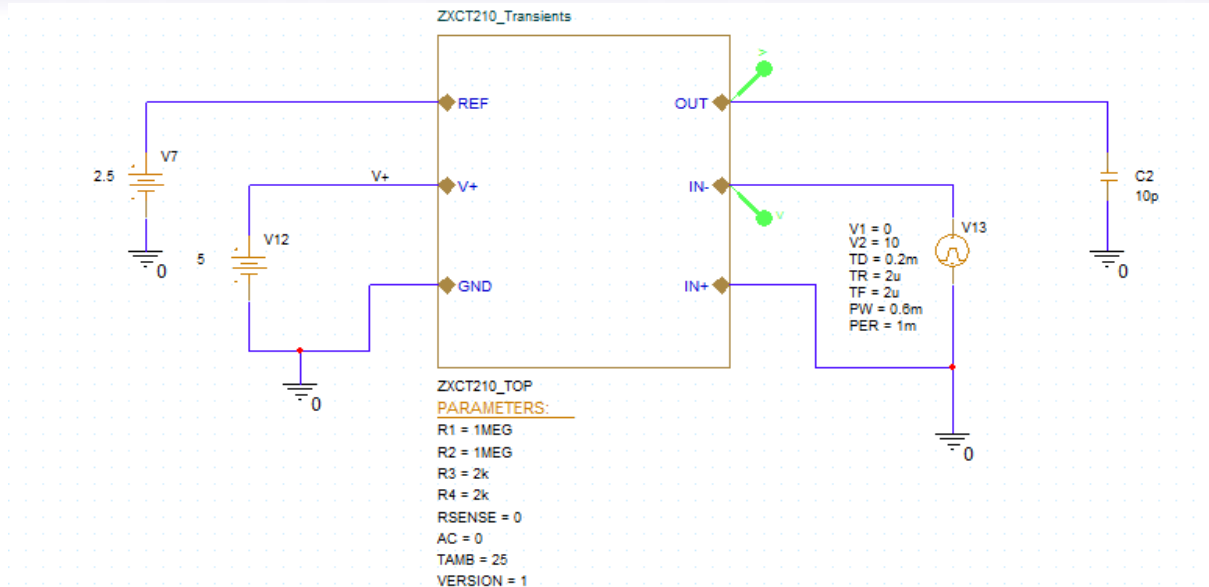 ZXCT210_Transients
REF
OUT
V
V7
2.5
V+
V+
IN-
V
C2
10p
V12
5
0
V1 = 0
V2 = 10
TD = 0.2m
TR = 2u
TF = 2u
PW = 0.6m
PER = 1m
V13
0
GND
IN+
0
0
ZXCT210_TOP
PARAMETERS:
R1 = 1MEG
R2 = 1MEG
R3 = 2k
R4 = 2k
RSENSE = 0
AC = 0
TAMB = 25
VERSION = 1